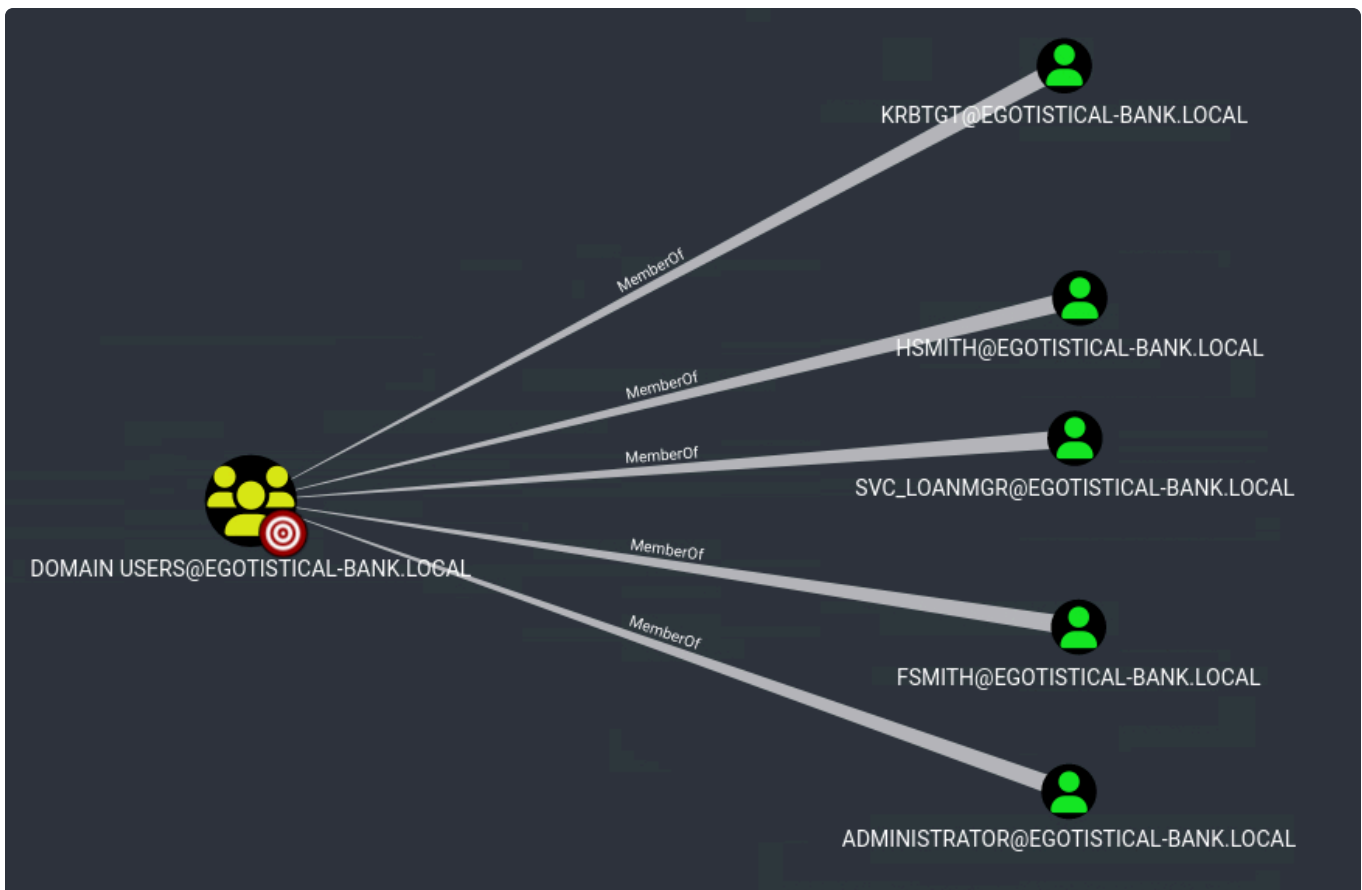 KRBTGT@EGOTISTICAL-BANK.LOCAL
MemberOf
HSMITH@EGOTISTICAL-BANK.LOCAL
MemberOf
MemberOf
SVC_LOANMGR@EGOTISTICAL-BANK.LOCAL
MemberOf
DOMAIN USERS@EGOTISTICAL-BANK.LOCAL
MemberOf
FSMITH@EGOTISTICAL-BANK.LOCAL
ADMINISTRATOR@EGOTISTICAL-BANK.LOCAL